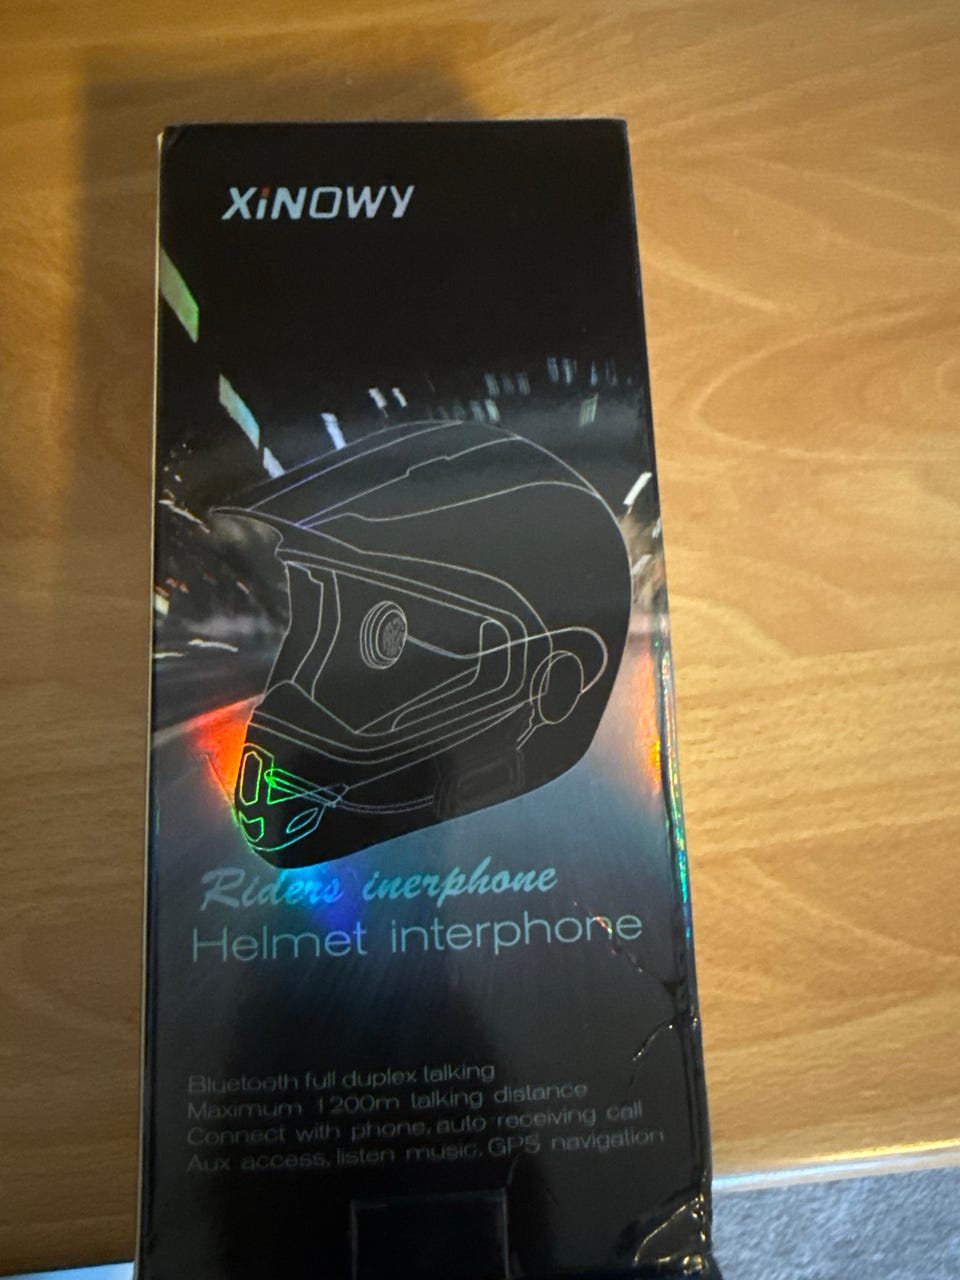 XiNOWY
Riders inerphone
Helmet interphone
Bluetooth full duplex talking
Maximum 1200m talking distance
Connect with phone, auto receiving call
Aux access, listen music, GPS navigation